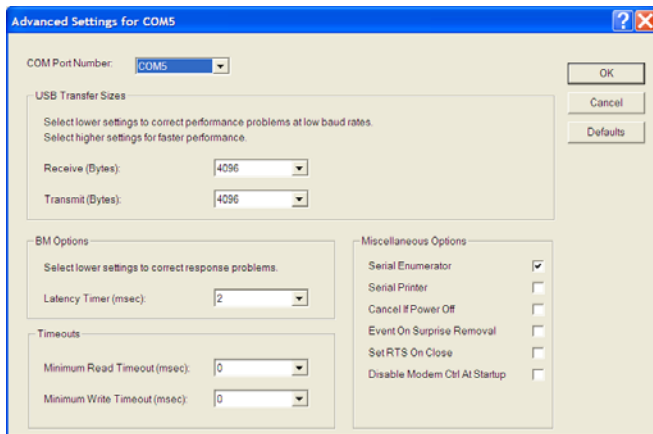 Advanced Settings for COM5
COM Port Number: COM5
OK
Cancel
Defaults
USB Transfer Sizes
Select lower settings to correct performance problems at low baud rates.
Select higher settings for faster performance.
Receive (Bytes): 4096
Transmit (Bytes): 4096
BM Options
Select lower settings to correct response problems.
Latency Timer (msec): 2
Timeouts
Minimum Read Timeout (msec): 0
Minimum Write Timeout (msec): 0
Miscellaneous Options
Serial Enumerator
Serial Printer
Cancel If Power Off
Event On Surprise Removal
Set RTS On Close
Disable Modem Ctrl At Startup